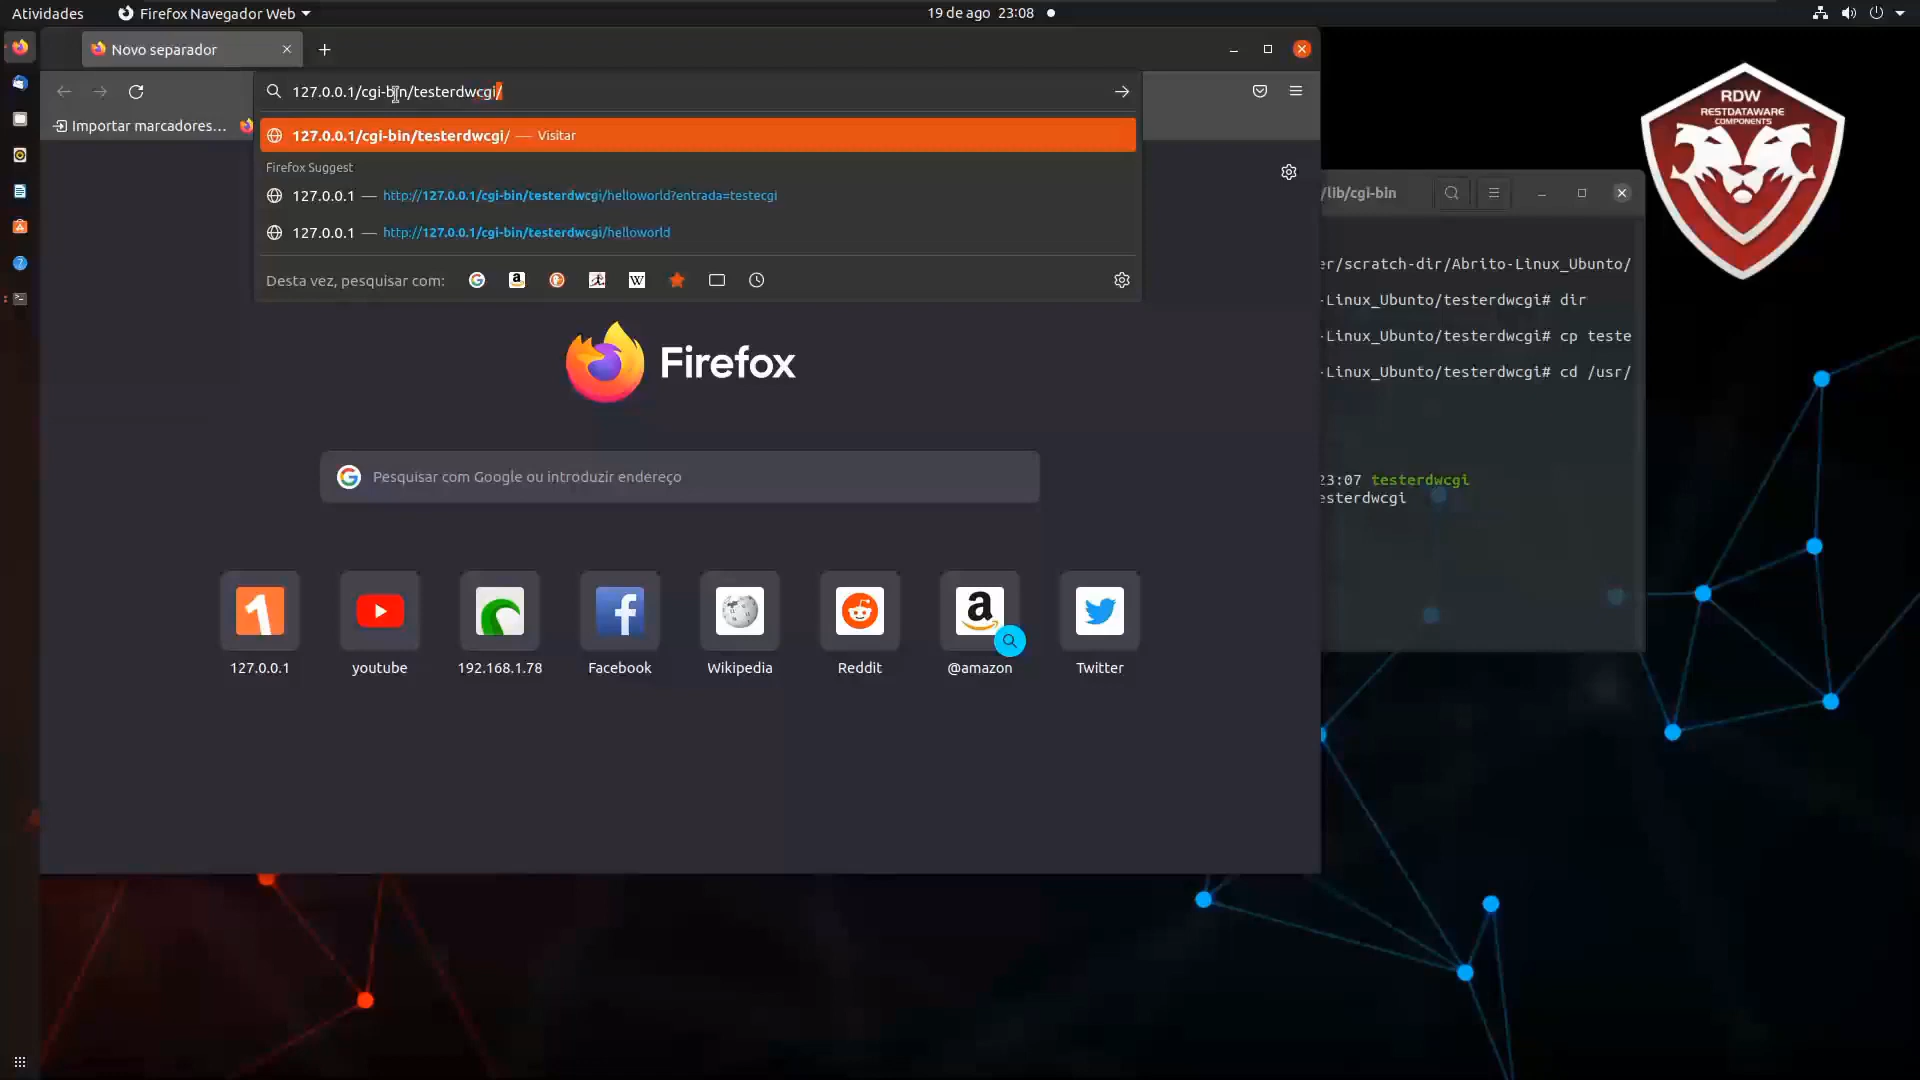 Atividades
Firefox Navegador Web
19 de ago 23:08
Novo separador
127.0.0.1/cgi-bin/testerdwcgi/
Importar marcadores…
127.0.0.1/cgi-bin/testerdwcgi/ — Visitar
Firefox Suggest
127.0.0.1 — http://127.0.0.1/cgi-bin/testerdwcgi/helloworld?entrada=testecgi
127.0.0.1 — http://127.0.0.1/cgi-bin/testerdwcgi/helloworld
Desta vez, pesquisar com:
Firefox
Pesquisar com Google ou introduzir endereço
127.0.0.1
youtube
192.168.1.78
Facebook
Wikipedia
Reddit
@amazon
Twitter
/lib/cgi-bin
er/scratch-dir/Abrito-Linux_Ubunto/
-Linux_Ubunto/testerdwcgi# dir
-Linux_Ubunto/testerdwcgi# cp teste
-Linux_Ubunto/testerdwcgi# cd /usr/
23:07 testerdwcgi
esterdwcgi
RDW
RESTDATAWARE
COMPONENTS